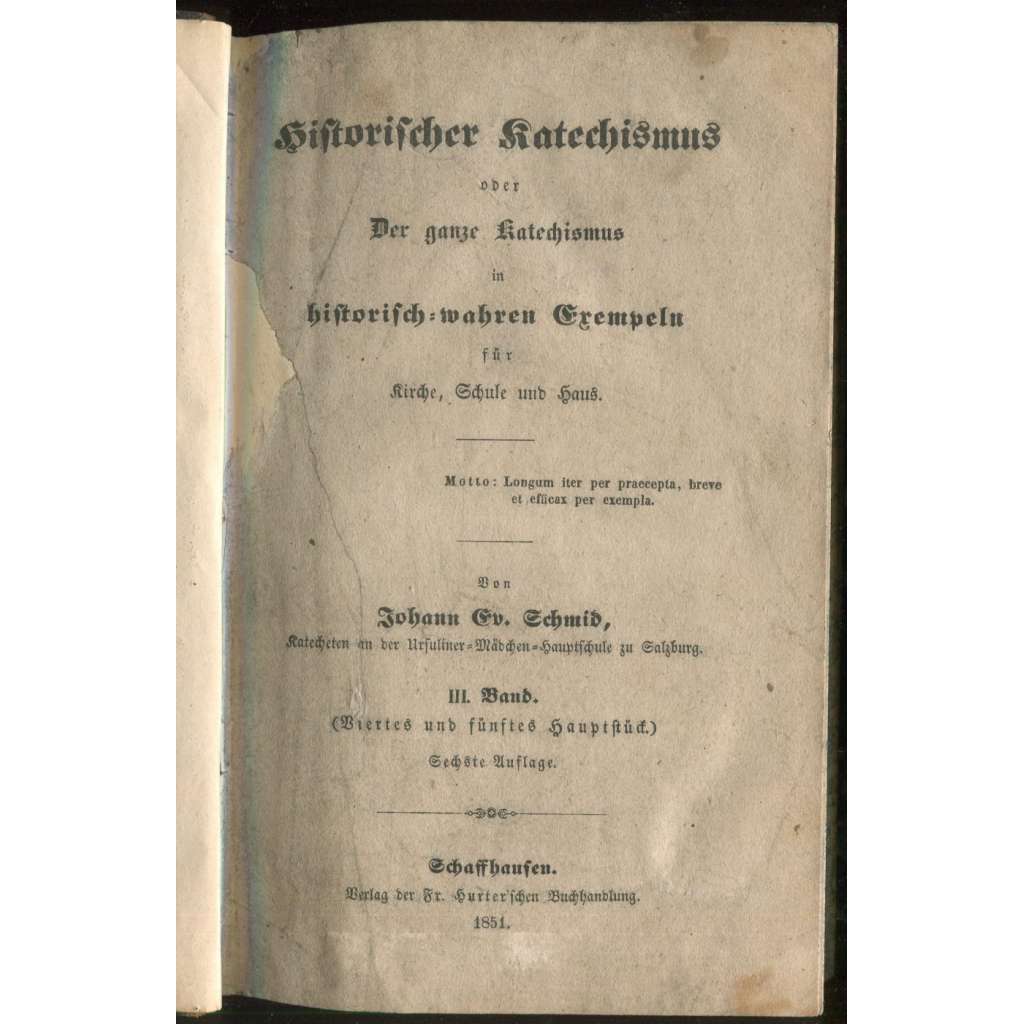 Historischer Katechismus
oder
Der ganze Katechismus
in
historisch-wahren Exempeln
für
Kirche, Schule und Haus.
Motto: Longum iter per praecepta, breve
et efficax per exempla.
Von
Johann Ev. Schmid,
Katecheten an der Ursuliner-Mädchen-Hauptschule zu Salzburg.
III. Band.
(Viertes und fünftes Hauptstück.)
Sechste Auflage.
Schaffhausen.
Verlag der Fr. Hurter'schen Buchhandlung.
1851.